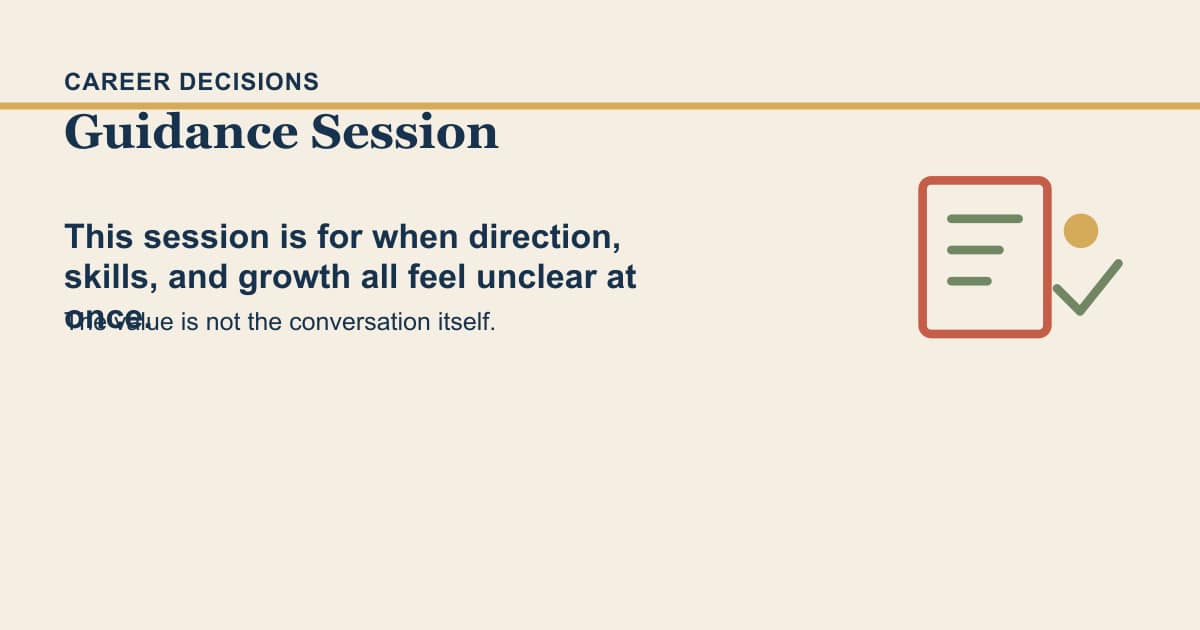 CAREER DECISIONS
Guidance Session
This session is for when direction,
skills, and growth all feel unclear at
once.
The value is not the conversation itself.